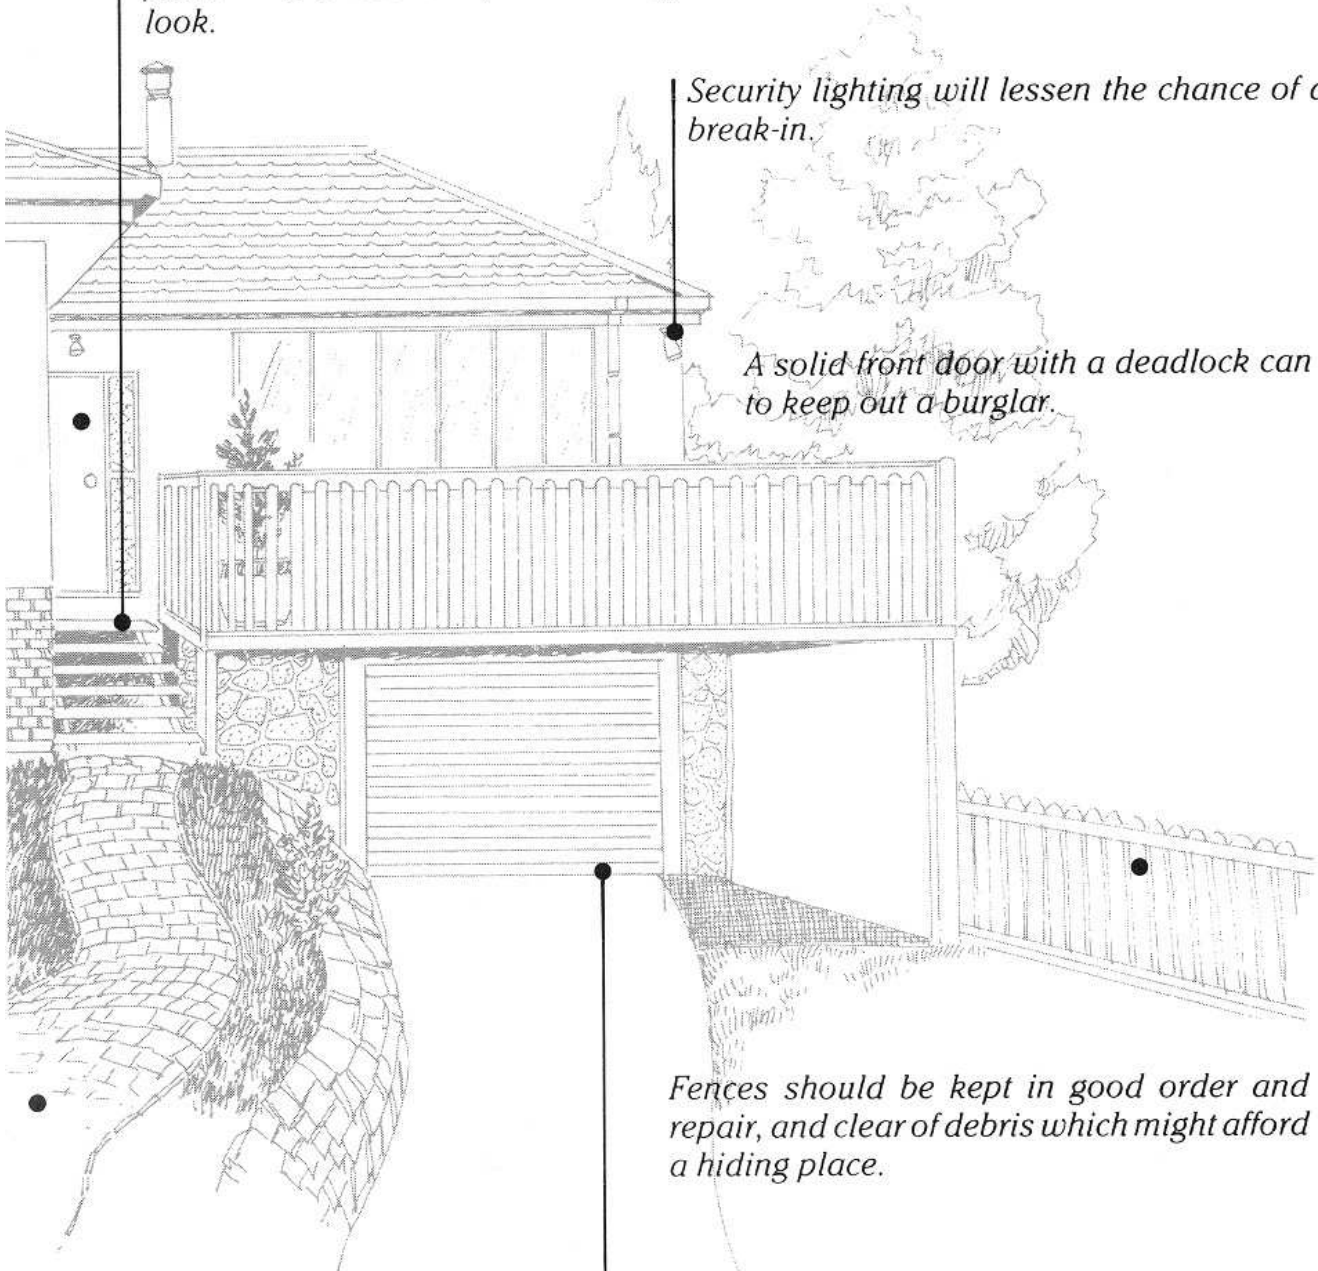 look.
Security lighting will lessen the chance of
break-in.
A solid front door with a deadlock can
to keep out a burglar.
Fences should be kept in good order and
repair, and clear of debris which might afford
a hiding place.